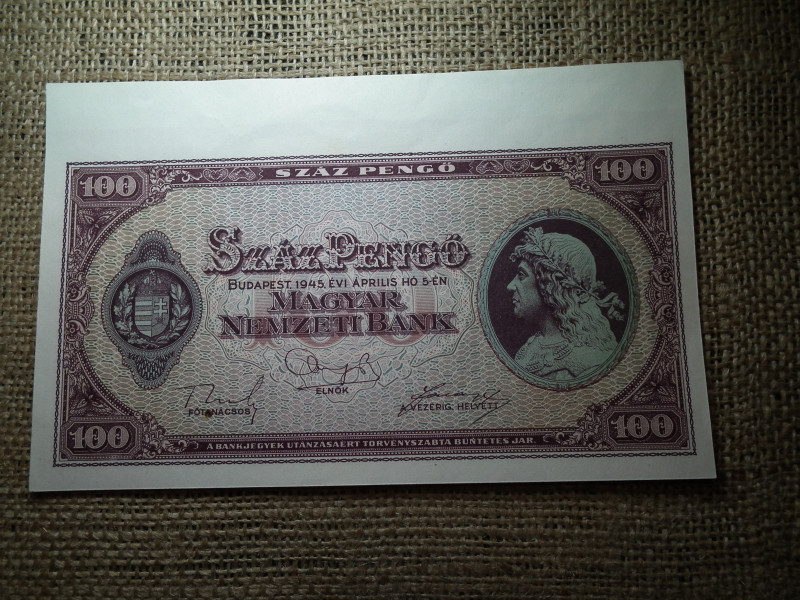 100 SZÁZ PENGŐ 100
SZÁZ PENGŐ
BUDAPEST, 1945. ÉVI ÁPRILIS HÓ 5-ÉN
MAGYAR
NEMZETI BANK
ELNÖK
FŐTANÁCSOS
VEZÉRIG. HELYETT
100 A BANKJEGYEK UTÁNZÁSÁÉRT TÖRVÉNYSZABTA BÜNTETÉS JÁR. 100